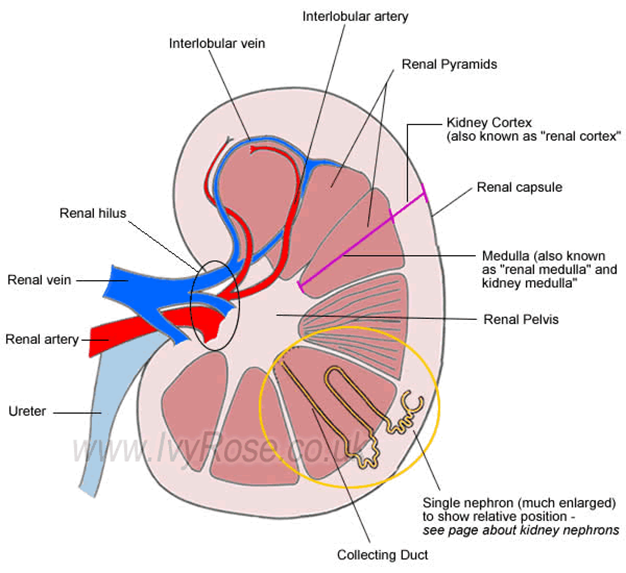 Interlobular artery
Interlobular vein
Renal Pyramids
Kidney Cortex
(also known as "renal cortex"
Renal capsule
Renal hilus
Medulla (also known
as "renal medulla" and
kidney medulla"
Renal vein
Renal Pelvis
Renal artery
Ureter
www.IvyRose.co.uk
Single nephron (much enlarged)
to show relative position -
see page about kidney nephrons
Collecting Duct